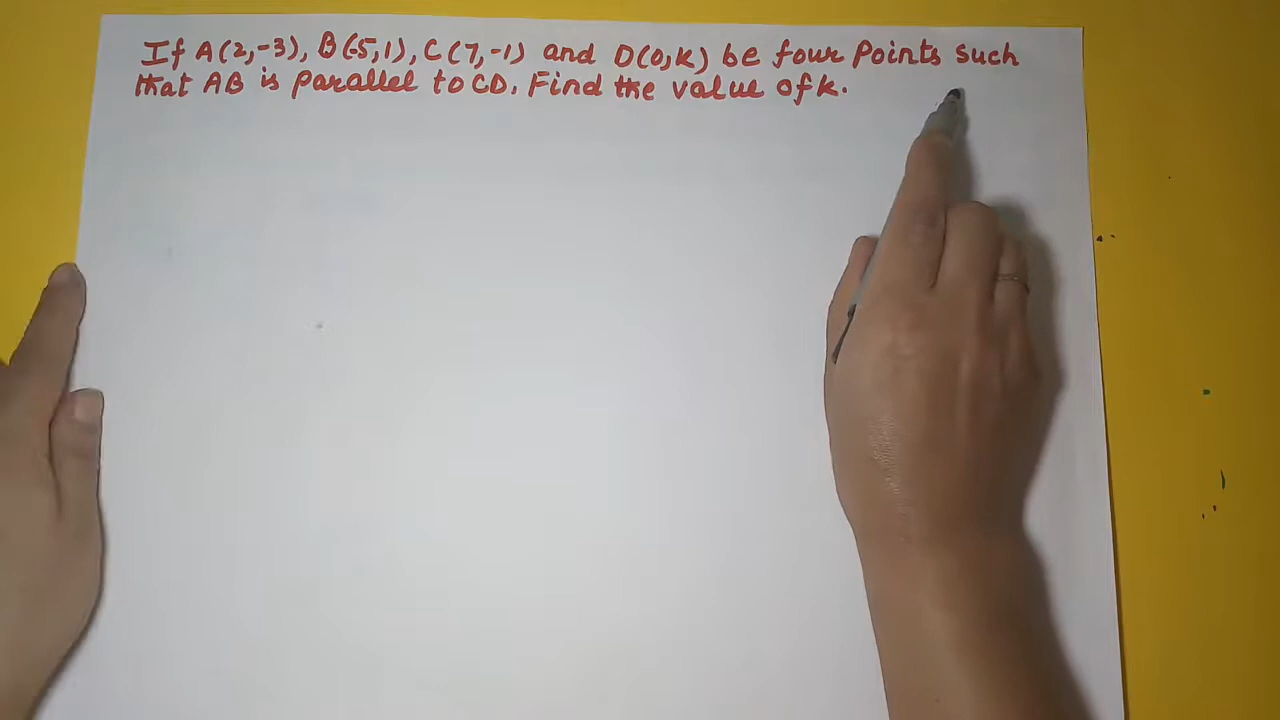 If A(2,-3), B(-5,1), C(7,-1) and D(0,K) be four Points such
that AB is parallel to CD. Find the value of k.